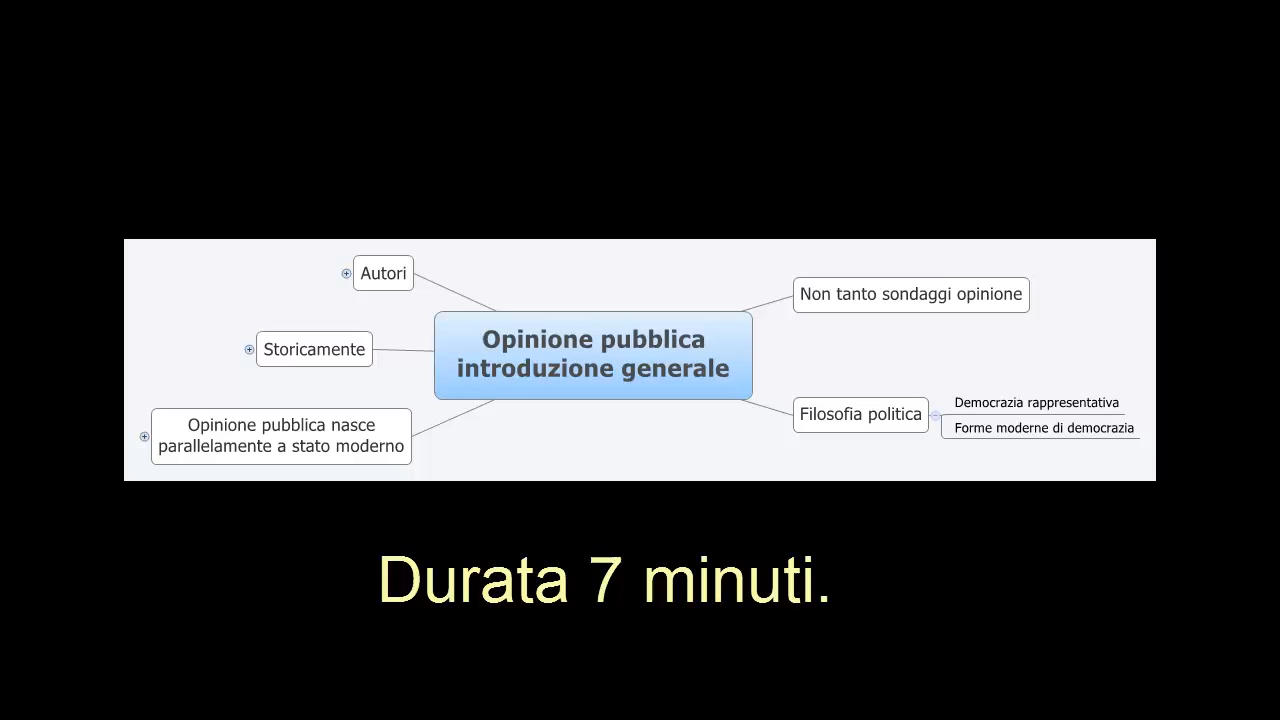 Autori
Non tanto sondaggi opinione
Opinione pubblica
introduzione generale
Storicamente
Opinione pubblica nasce
parallelamente a stato moderno
Filosofia politica
Democrazia rappresentativa
Forme moderne di democrazia
Durata 7 minuti.